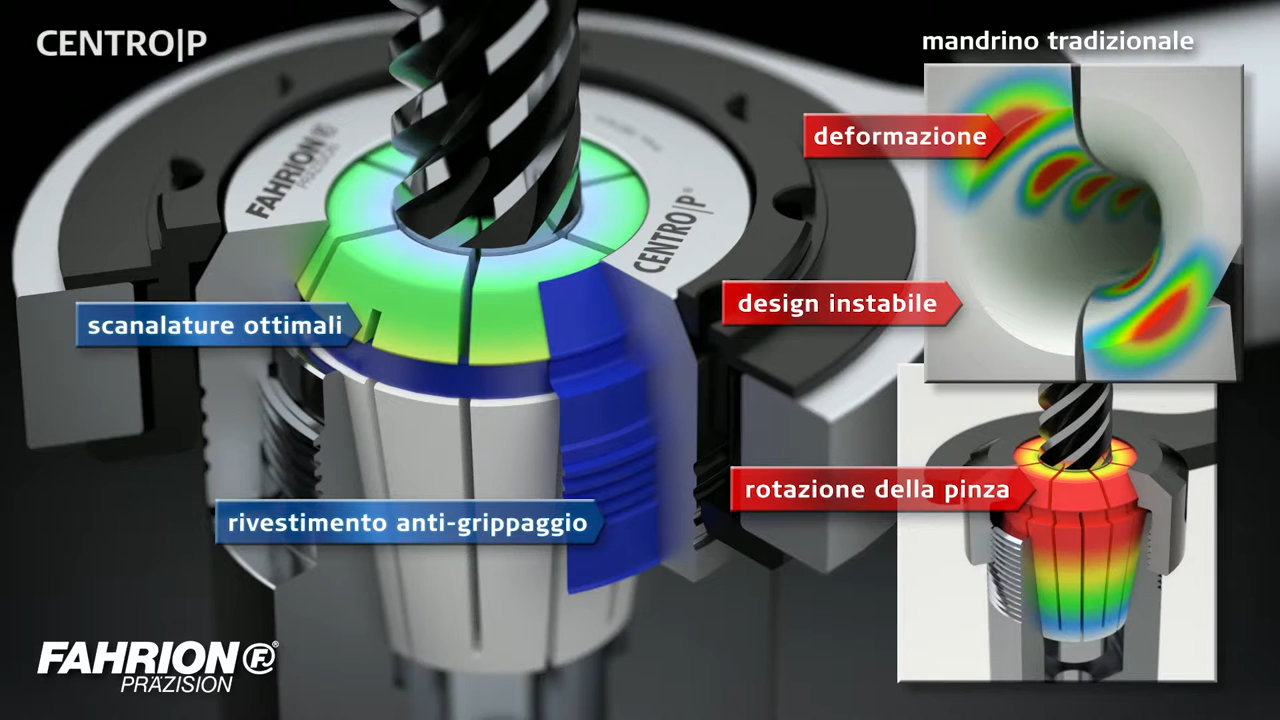 CENTRO|P
mandrino tradizionale
deformazione
FAHRION®
PRÄZISION
CENTRO|P®
design instabile
scanalature ottimali
rotazione della pinza
rivestimento anti-grippaggio
FAHRION ®
PRÄZISION